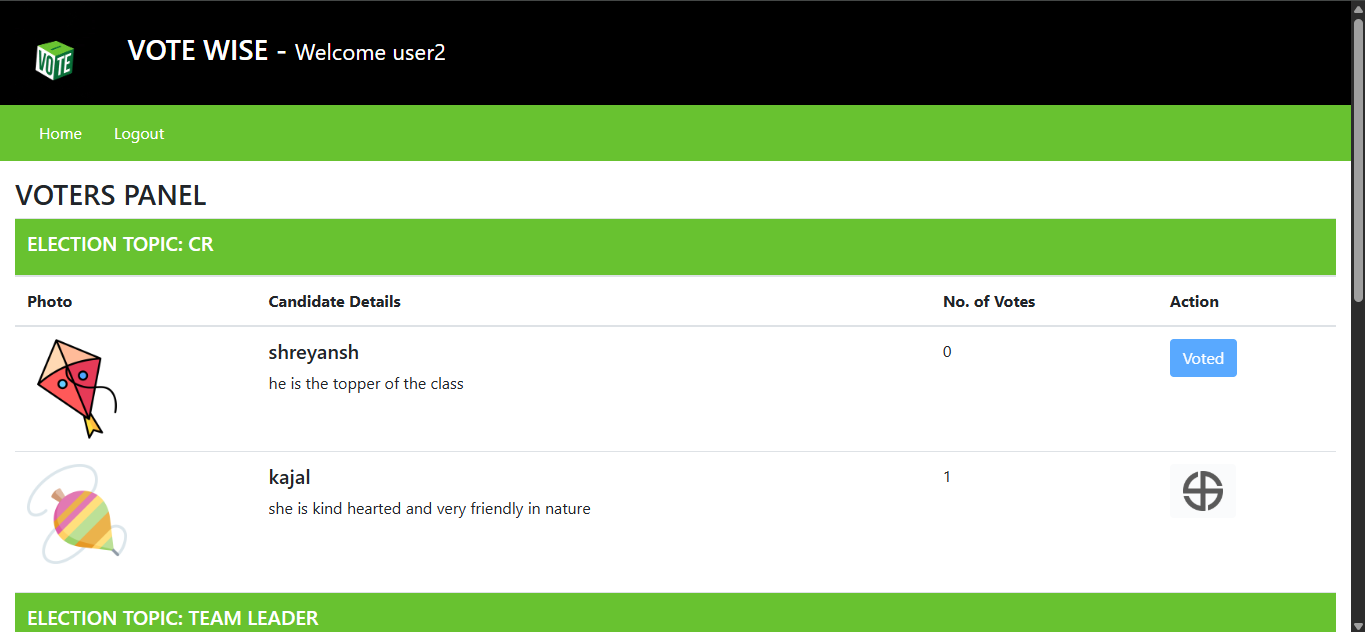 VOTE
VOTE WISE - Welcome user2
Home Logout
VOTERS PANEL
ELECTION TOPIC: CR
Photo Candidate Details No. of Votes Action
shreyansh 0 Voted
he is the topper of the class
kajal 1
she is kind hearted and very friendly in nature
ELECTION TOPIC: TEAM LEADER